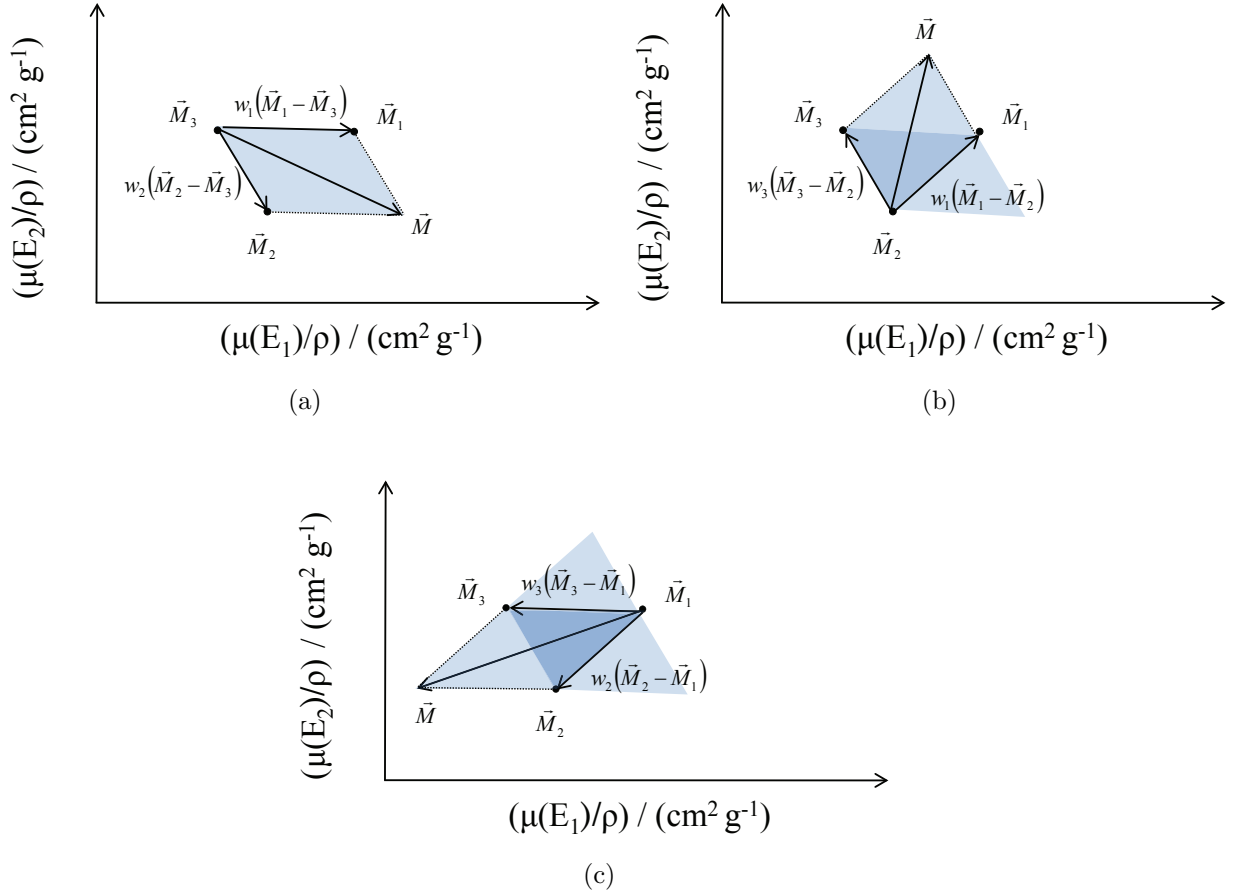 (μ(E₂)/ρ) / (cm² g⁻¹)
M⃗₃
w₁(M⃗₁ − M⃗₃)
M⃗₁
w₂(M⃗₂ − M⃗₃)
M⃗₂
M⃗
(μ(E₁)/ρ) / (cm² g⁻¹)
(a)
(μ(E₂)/ρ) / (cm² g⁻¹)
M⃗
M⃗₃
M⃗₁
w₃(M⃗₃ − M⃗₂)
w₁(M⃗₁ − M⃗₂)
M⃗₂
(μ(E₁)/ρ) / (cm² g⁻¹)
(b)
(μ(E₂)/ρ) / (cm² g⁻¹)
M⃗₃
w₃(M⃗₃ − M⃗₁)
M⃗₁
w₂(M⃗₂ − M⃗₁)
M⃗
M⃗₂
(μ(E₁)/ρ) / (cm² g⁻¹)
(c)